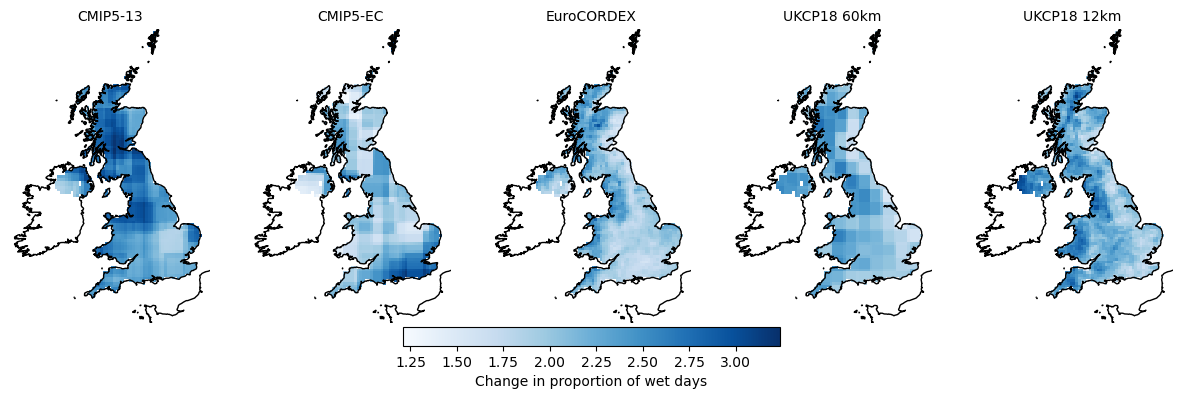 CMIP5-13 CMIP5-EC EuroCORDEX UKCP18 60km UKCP18 12km
1.25 1.50 1.75 2.00 2.25 2.50 2.75 3.00
Change in proportion of wet days